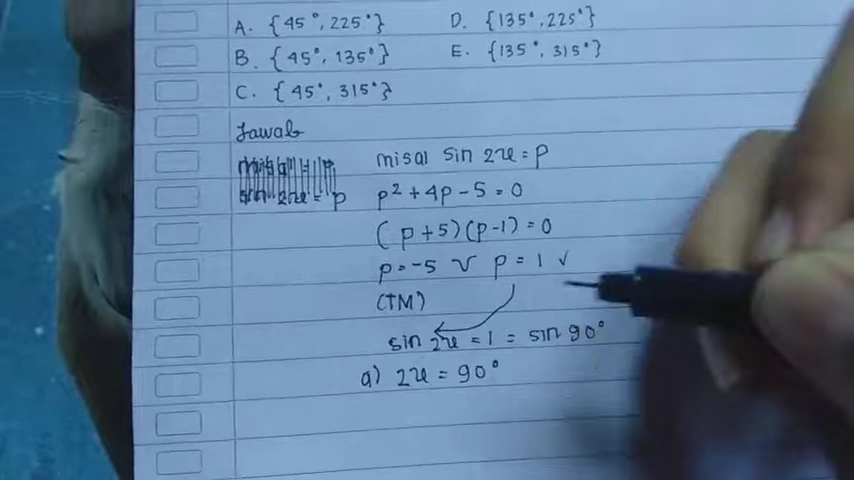 A. {45°, 225°} D. {135°, 225°}
B. {45°, 135°} E. {135°, 315°}
C. {45°, 315°}
Jawab
misal sin 2x = p
p² + 4p - 5 = 0
(p+5)(p-1) = 0
p = -5 ∨ p = 1 ✓
(TM)
sin 2x = 1 = sin 90°
a) 2x = 90°